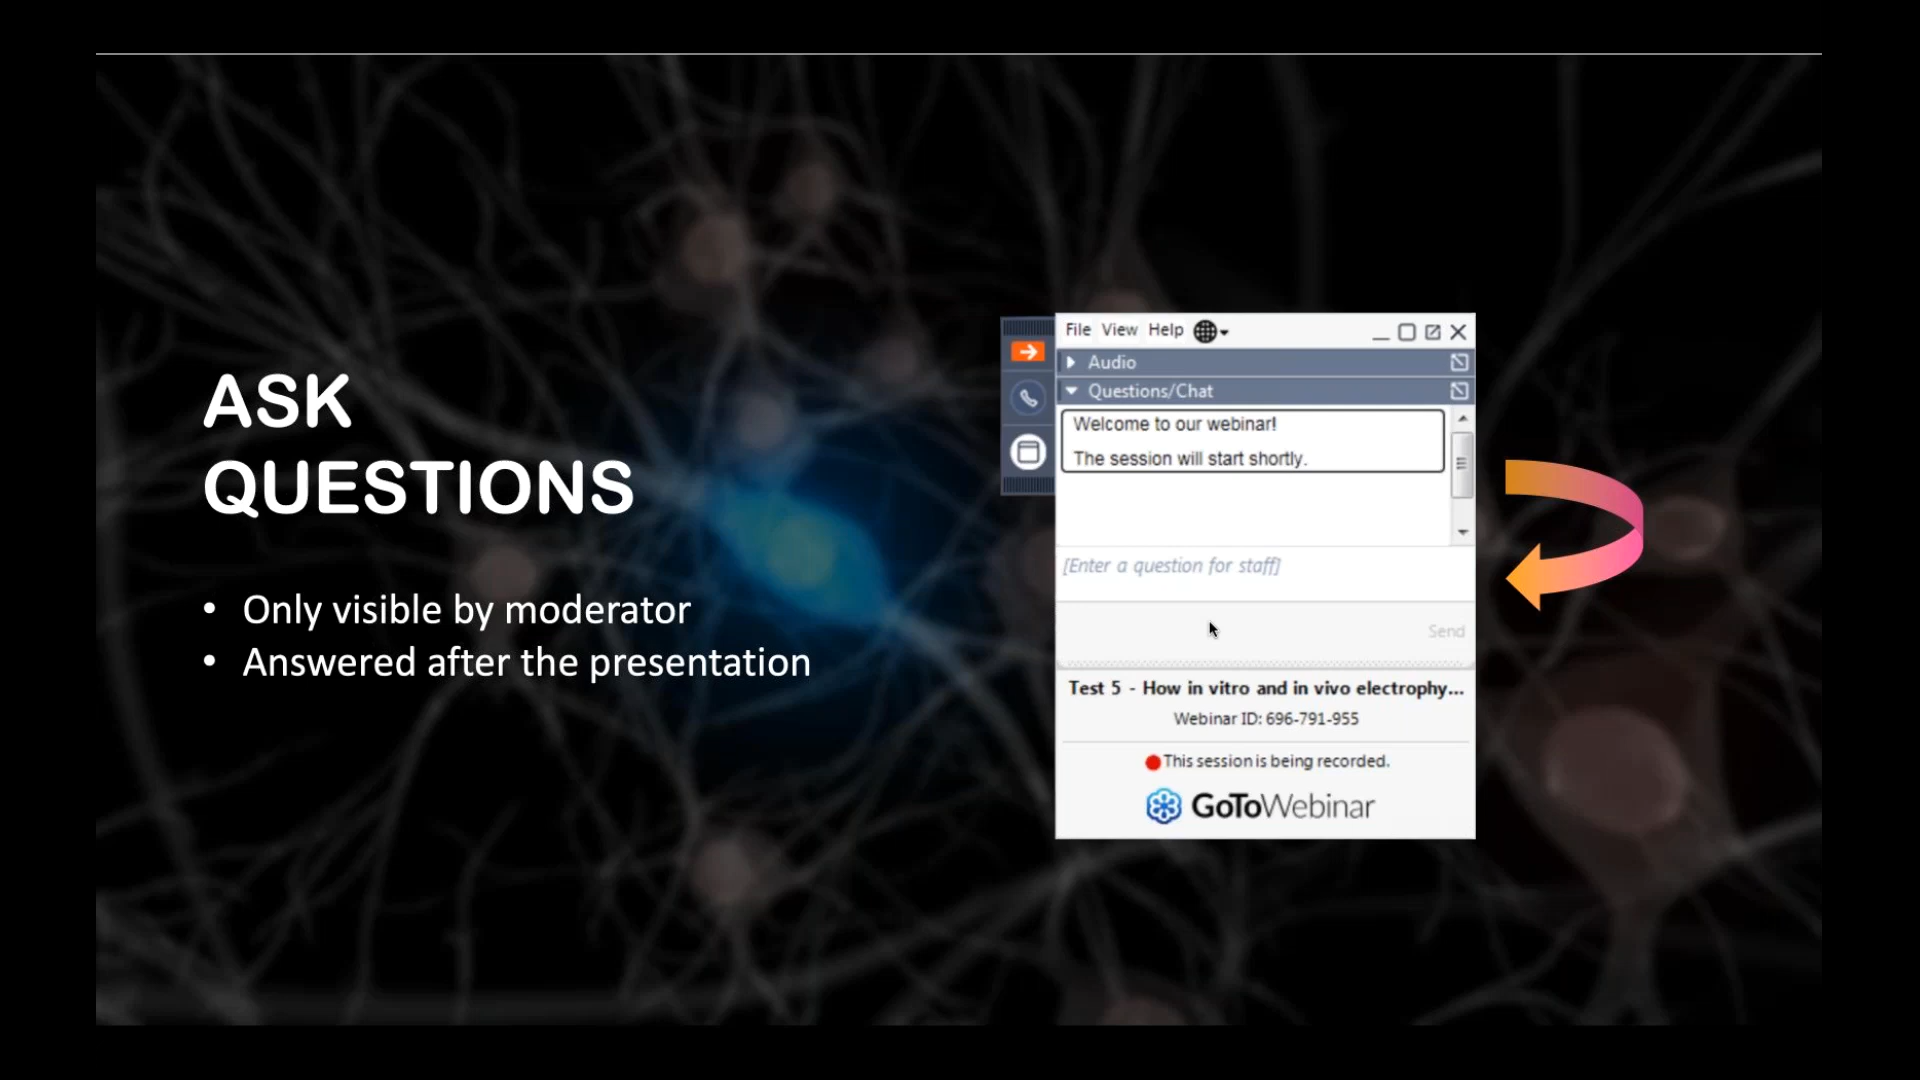 ASK
QUESTIONS
• Only visible by moderator
• Answered after the presentation
File View Help
Audio
Questions/Chat
Welcome to our webinar!
The session will start shortly.
[Enter a question for staff]
Send
Test 5 - How in vitro and in vivo electrophy...
Webinar ID: 696-791-955
This session is being recorded.
GoToWebinar